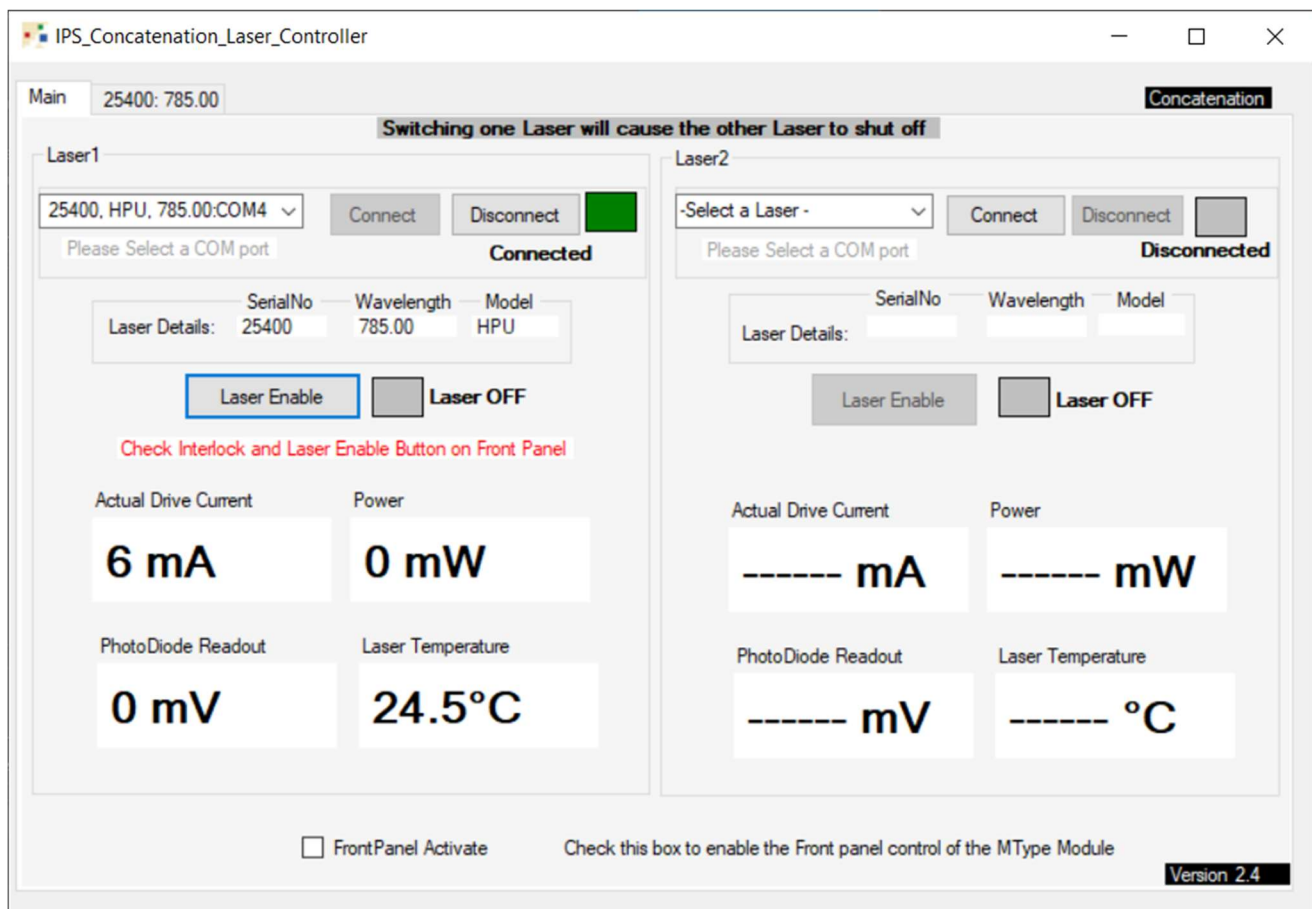 IPS_Concatenation_Laser_Controller
Main 25400: 785.00 Concatenation
Switching one Laser will cause the other Laser to shut off
Laser1
25400, HPU, 785.00:COM4 Connect Disconnect
Please Select a COM port Connected
SerialNo Wavelength Model
Laser Details: 25400 785.00 HPU
Laser Enable Laser OFF
Check Interlock and Laser Enable Button on Front Panel
Actual Drive Current Power
6 mA 0 mW
PhotoDiode Readout Laser Temperature
0 mV 24.5°C
Laser2
-Select a Laser - Connect Disconnect
Please Select a COM port Disconnected
SerialNo Wavelength Model
Laser Details:
Laser Enable Laser OFF
Actual Drive Current Power
------ mA ------ mW
PhotoDiode Readout Laser Temperature
------ mV ------ °C
FrontPanel Activate Check this box to enable the Front panel control of the MType Module
Version 2.4